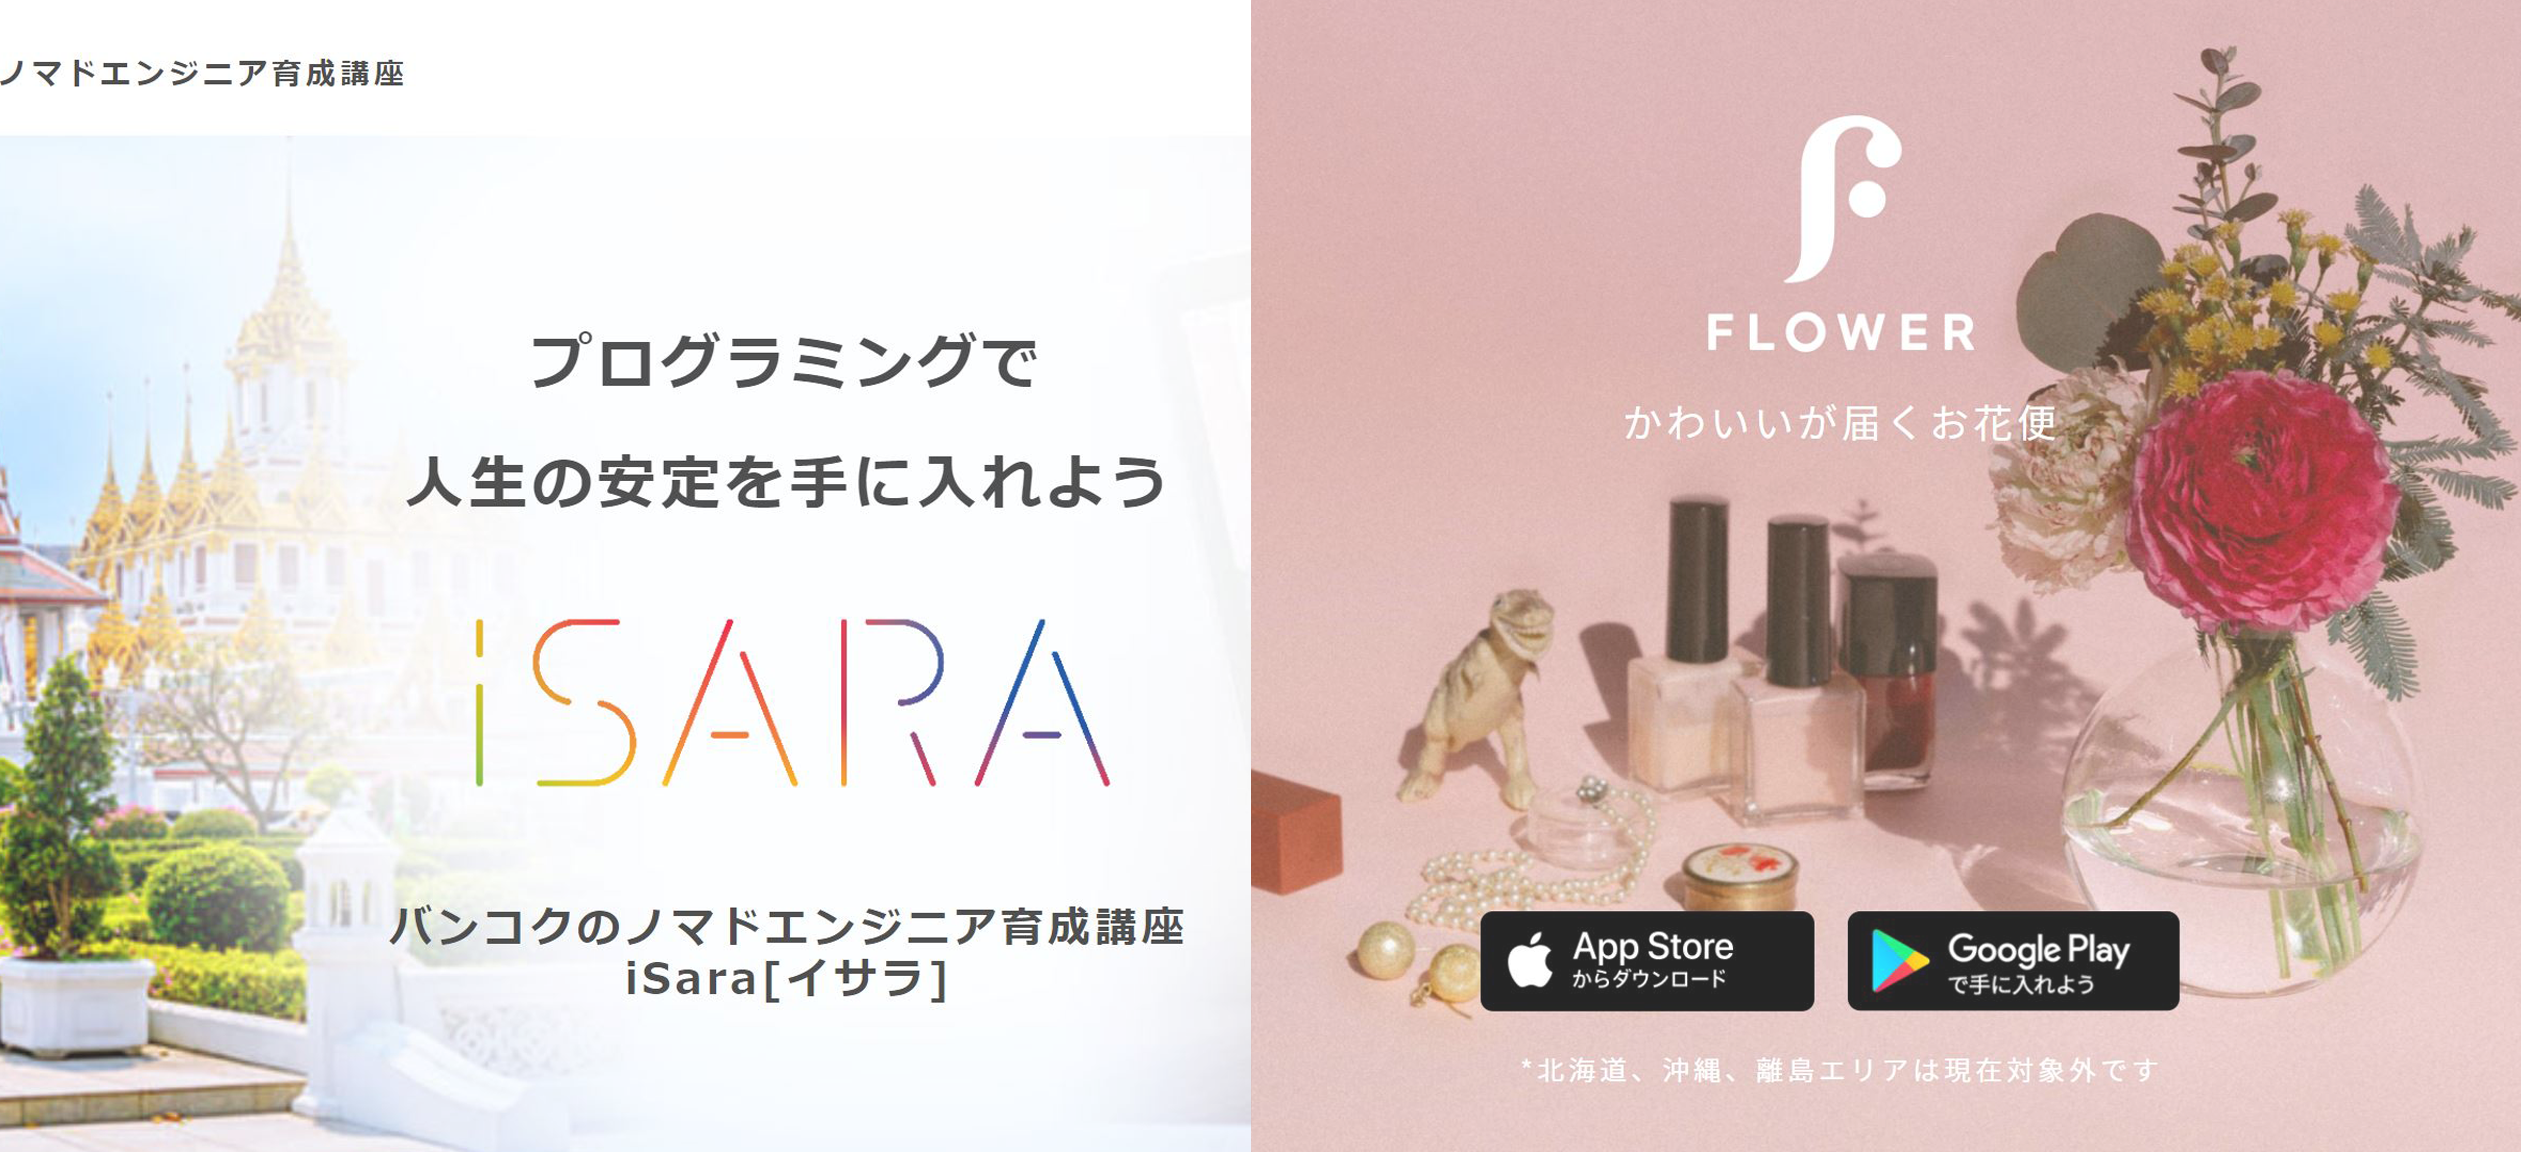 ノマドエンジニア育成講座
プログラミングで
人生の安定を手に入れよう
iSARA
バンコクのノマドエンジニア育成講座
iSara[イサラ]
FLOWER
かわいいが届くお花便
App Store
からダウンロード
Google Play
で手に入れよう
*北海道、沖縄、離島エリアは現在対象外です